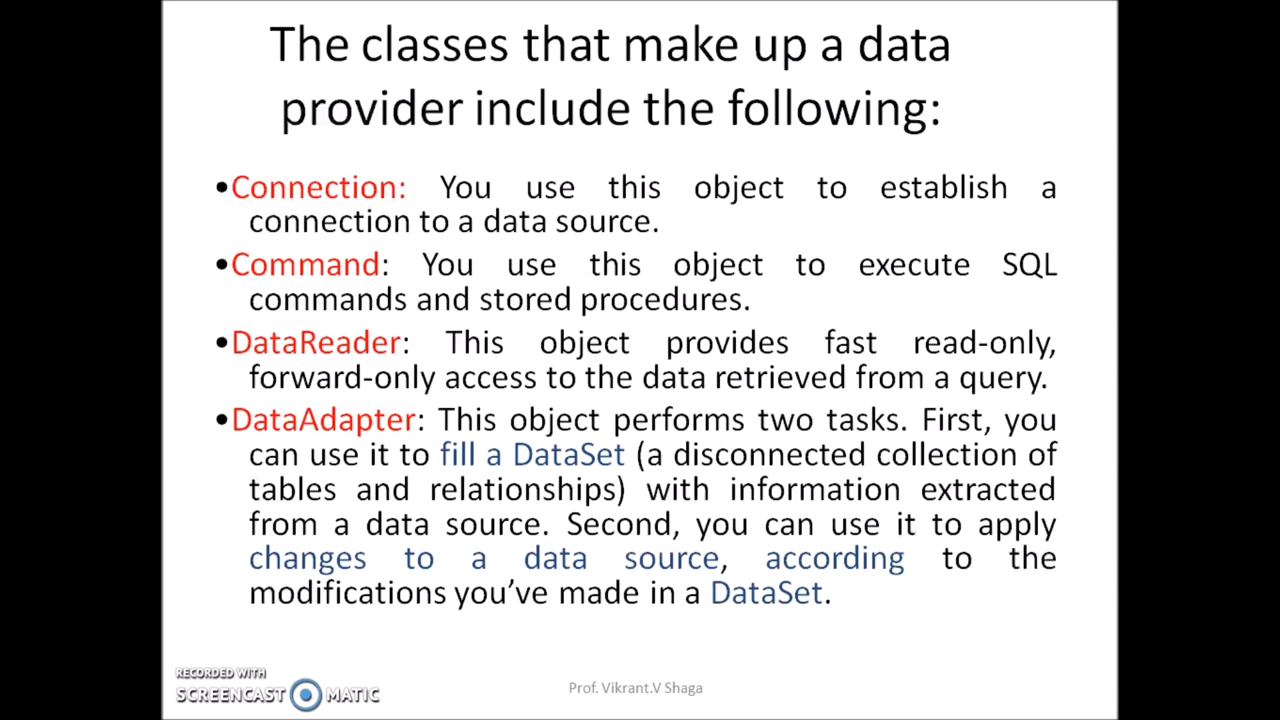 The classes that make up a data
provider include the following:
•Connection: You use this object to establish a
connection to a data source.
•Command: You use this object to execute SQL
commands and stored procedures.
•DataReader: This object provides fast read-only,
forward-only access to the data retrieved from a query.
•DataAdapter: This object performs two tasks. First, you
can use it to fill a DataSet (a disconnected collection of
tables and relationships) with information extracted
from a data source. Second, you can use it to apply
changes to a data source, according to the
modifications you’ve made in a DataSet.
RECORDED WITH
SCREENCAST MATIC
Prof. Vikrant.V Shaga